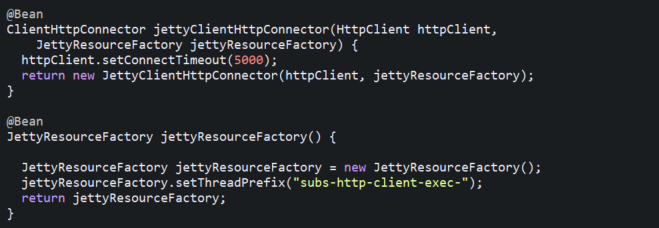 @Bean
ClientHttpConnector jettyClientHttpConnector(HttpClient httpClient,
    JettyResourceFactory jettyResourceFactory) {
  httpClient.setConnectTimeout(5000);
  return new JettyClientHttpConnector(httpClient, jettyResourceFactory);
}
@Bean
JettyResourceFactory jettyResourceFactory() {
  JettyResourceFactory jettyResourceFactory = new JettyResourceFactory();
  jettyResourceFactory.setThreadPrefix("subs-http-client-exec-");
  return jettyResourceFactory;
}